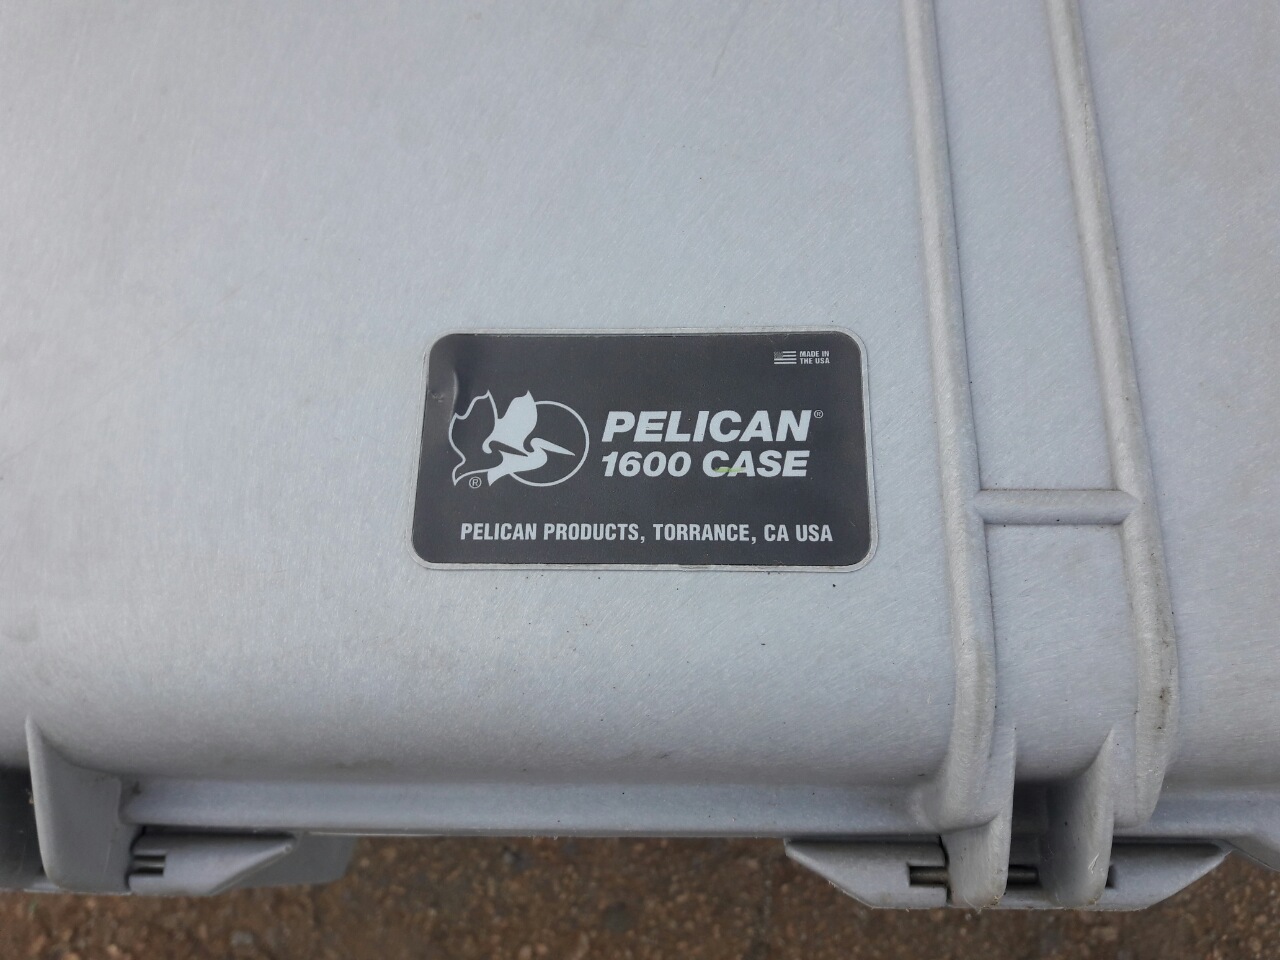 MADE IN
THE USA
PELICAN®
1600 CASE
®
PELICAN PRODUCTS, TORRANCE, CA USA